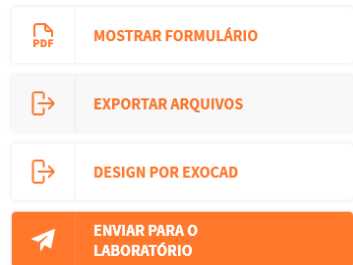 PDF
MOSTRAR FORMULÁRIO
EXPORTAR ARQUIVOS
DESIGN POR EXOCAD
ENVIAR PARA O
LABORATÓRIO